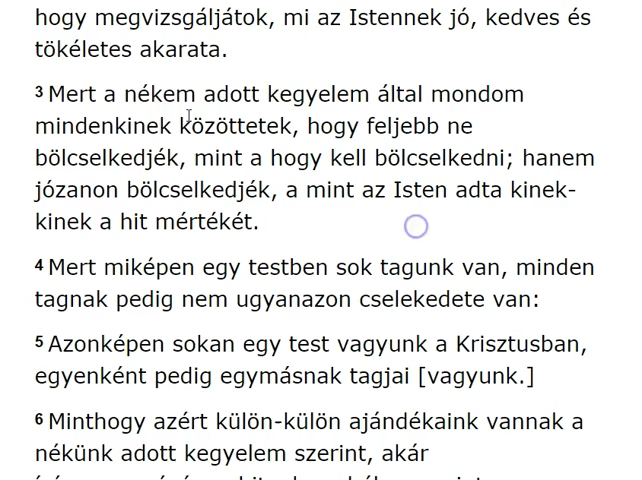 hogy megvizsgáljátok, mi az Istennek jó, kedves és
tökéletes akarata.
3 Mert a nékem adott kegyelem által mondom
mindenkinek közöttetek, hogy feljebb ne
bölcselkedjék, mint a hogy kell bölcselkedni; hanem
józanon bölcselkedjék, a mint az Isten adta kinek-
kinek a hit mértékét.
4 Mert miképen egy testben sok tagunk van, minden
tagnak pedig nem ugyanazon cselekedete van:
5 Azonképen sokan egy test vagyunk a Krisztusban,
egyenként pedig egymásnak tagjai [vagyunk.]
6 Minthogy azért külön-külön ajándékaink vannak a
nékünk adott kegyelem szerint, akár